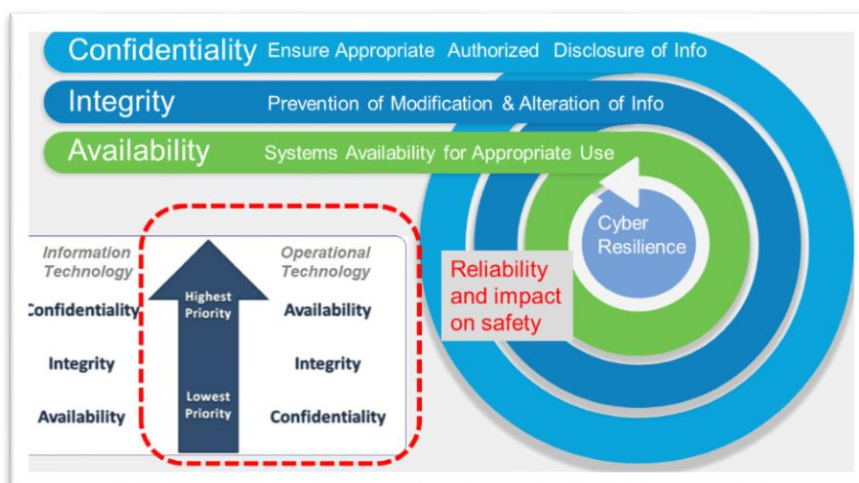 Confidentiality Ensure Appropriate Authorized Disclosure of Info
Integrity Prevention of Modification & Alteration of Info
Availability Systems Availability for Appropriate Use
Cyber
Resilience
Reliability
and impact
on safety
Information
Technology
Confidentiality
Integrity
Availability
Highest
Priority
Lowest
Priority
Operational
Technology
Availability
Integrity
Confidentiality